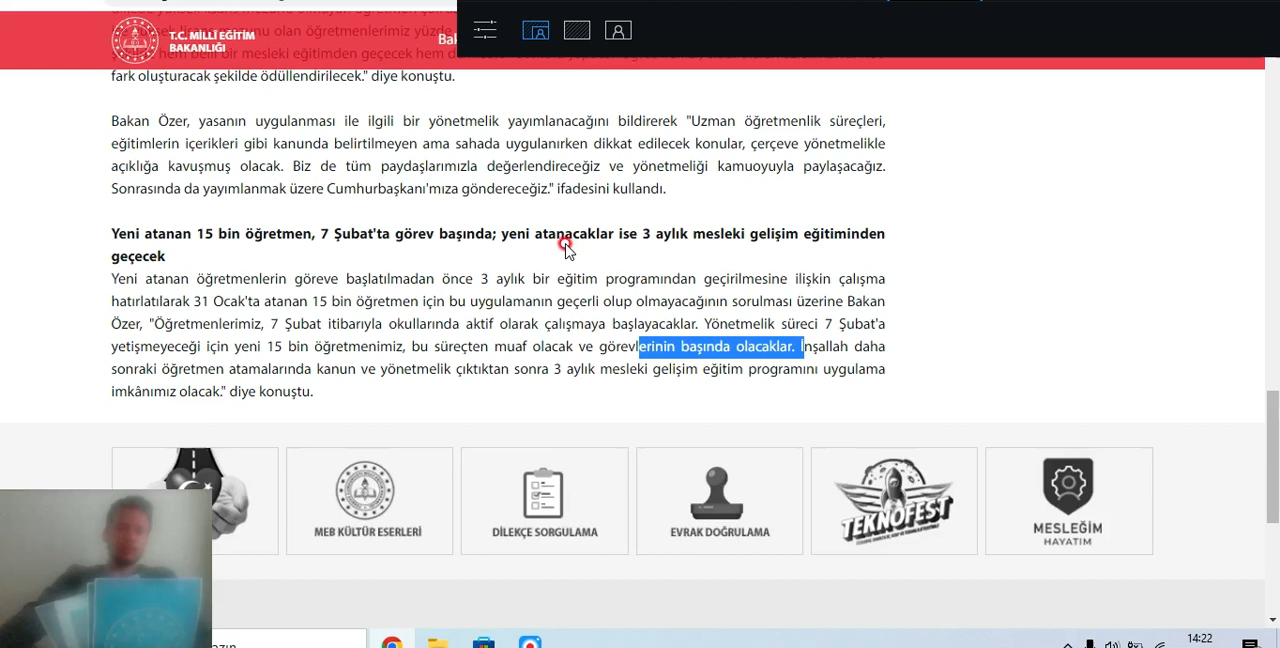 T.C. MİLLÎ EĞİTİM
BAKANLIĞI
Bak
fark oluşturacak şekilde ödüllendirilecek." diye konuştu.
Bakan Özer, yasanın uygulanması ile ilgili bir yönetmelik yayımlanacağını bildirerek "Uzman öğretmenlik süreçleri,
eğitimlerin içerikleri gibi kanunda belirtilmeyen ama sahada uygulanırken dikkat edilecek konular, çerçeve yönetmelikle
açıklığa kavuşmuş olacak. Biz de tüm paydaşlarımızla değerlendireceğiz ve yönetmeliği kamuoyuyla paylaşacağız.
Sonrasında da yayımlanmak üzere Cumhurbaşkanı'mıza göndereceğiz." ifadesini kullandı.
Yeni atanan 15 bin öğretmen, 7 Şubat'ta görev başında; yeni atanacaklar ise 3 aylık mesleki gelişim eğitiminden
geçecek
Yeni atanan öğretmenlerin göreve başlatılmadan önce 3 aylık bir eğitim programından geçirilmesine ilişkin çalışma
hatırlatılarak 31 Ocak'ta atanan 15 bin öğretmen için bu uygulamanın geçerli olup olmayacağının sorulması üzerine Bakan
Özer, "Öğretmenlerimiz, 7 Şubat itibarıyla okullarında aktif olarak çalışmaya başlayacaklar. Yönetmelik süreci 7 Şubat'a
yetişmeyeceği için yeni 15 bin öğretmenimiz, bu süreçten muaf olacak ve görevlerinin başında olacaklar. İnşallah daha
sonraki öğretmen atamalarında kanun ve yönetmelik çıktıktan sonra 3 aylık mesleki gelişim eğitim programını uygulama
imkânımız olacak." diye konuştu.
MEB KÜLTÜR ESERLERİ
DİLEKÇE SORGULAMA
EVRAK DOĞRULAMA
TEKNOFEST
MESLEĞİM
HAYATIM
14:22